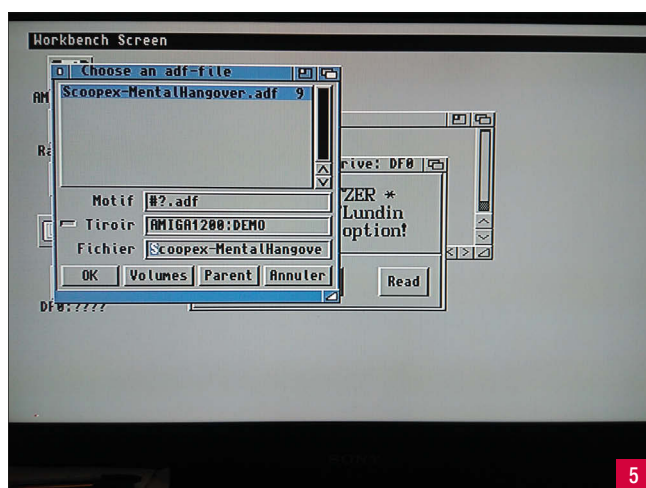 Workbench Screen
Choose an adf-file
Scoopex-MentalHangover.adf 9
AM
rive: DF0
Motif #?.adf
ZER *
Tiroir AMIGA1200:DEMO
Lundin
Fichier Scoopex-MentalHangove
option!
OK Volumes Parent Annuler
Read
DF0:????
5